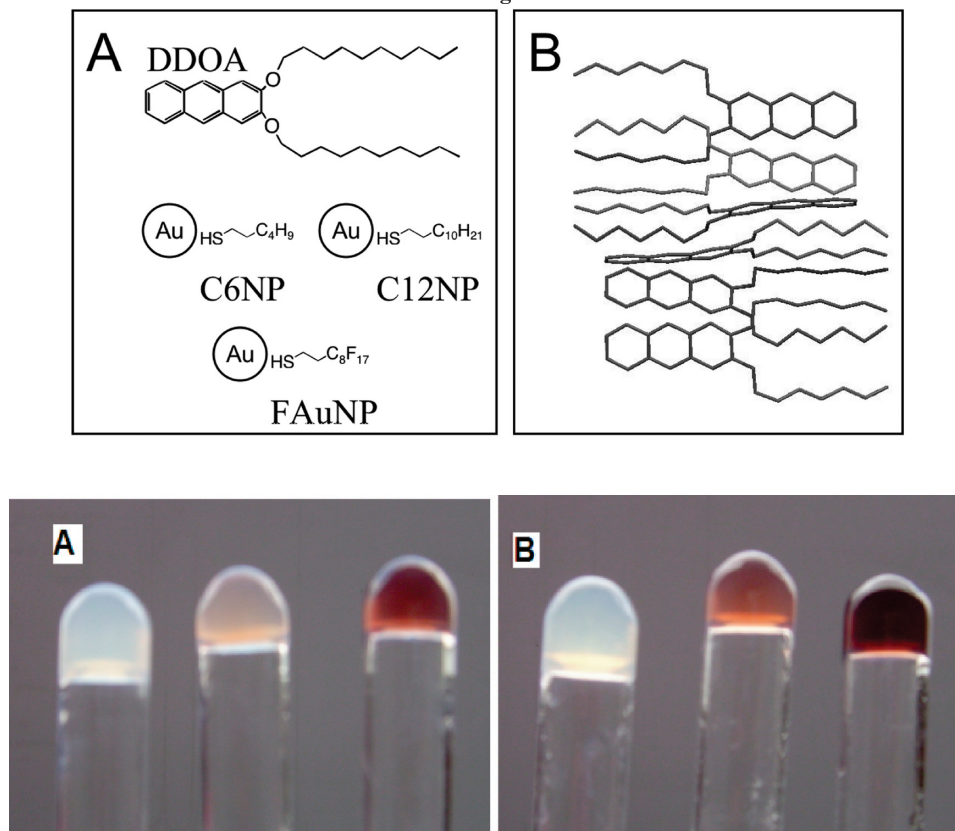 g
A
DDOA
O
O
Au HS C₄H₉
C6NP
Au HS C₁₀H₂₁
C12NP
Au HS C₈F₁₇
FAuNP
B
A
B